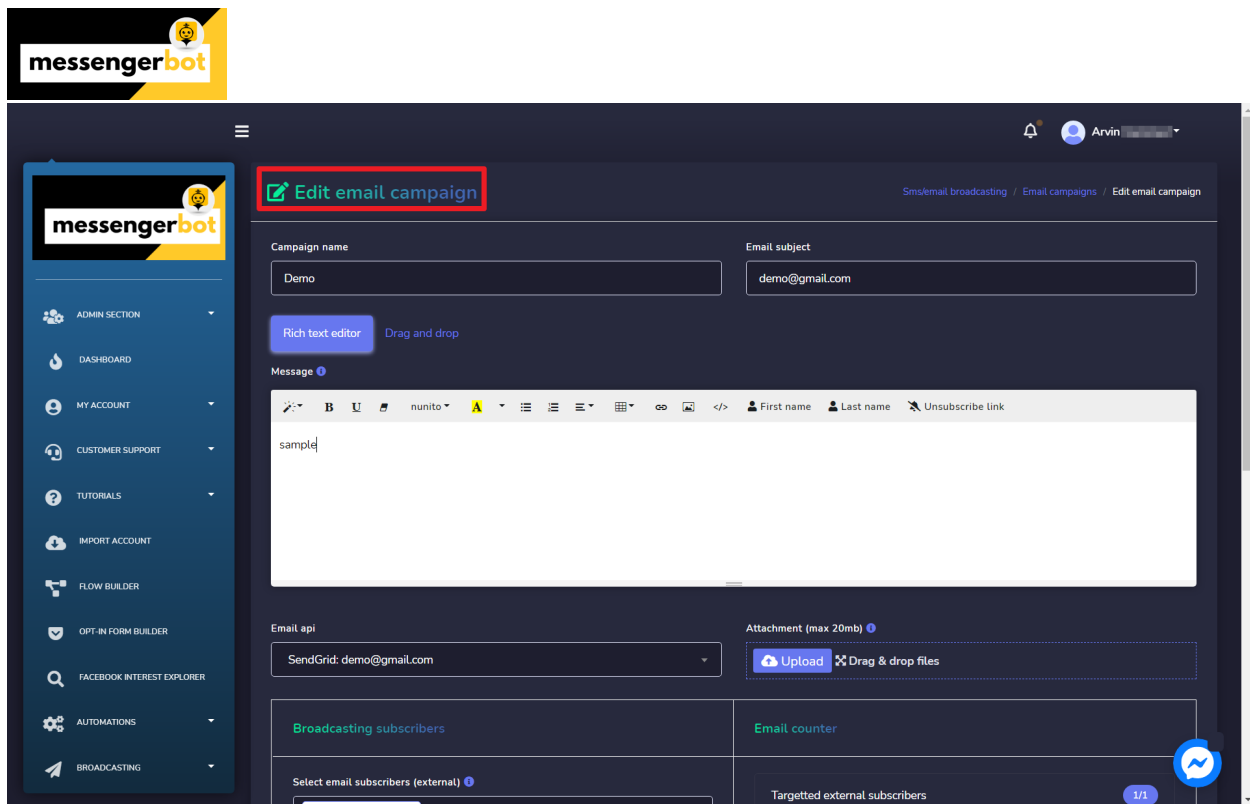 messengerbot
Arvin
messengerbot
Edit email campaign
Sms/email broadcasting / Email campaigns / Edit email campaign
Campaign name
Email subject
Demo
demo@gmail.com
ADMIN SECTION
Rich text editor
Drag and drop
DASHBOARD
Message
MY ACCOUNT
B U nunito A </> First name Last name Unsubscribe link
sample
CUSTOMER SUPPORT
TUTORIALS
IMPORT ACCOUNT
FLOW BUILDER
OPT-IN FORM BUILDER
Email api
Attachment (max 20mb)
SendGrid: demo@gmail.com
Upload Drag & drop files
FACEBOOK INTEREST EXPLORER
AUTOMATIONS
Broadcasting subscribers
Email counter
BROADCASTING
Select email subscribers (external)
Targetted external subscribers 1/1